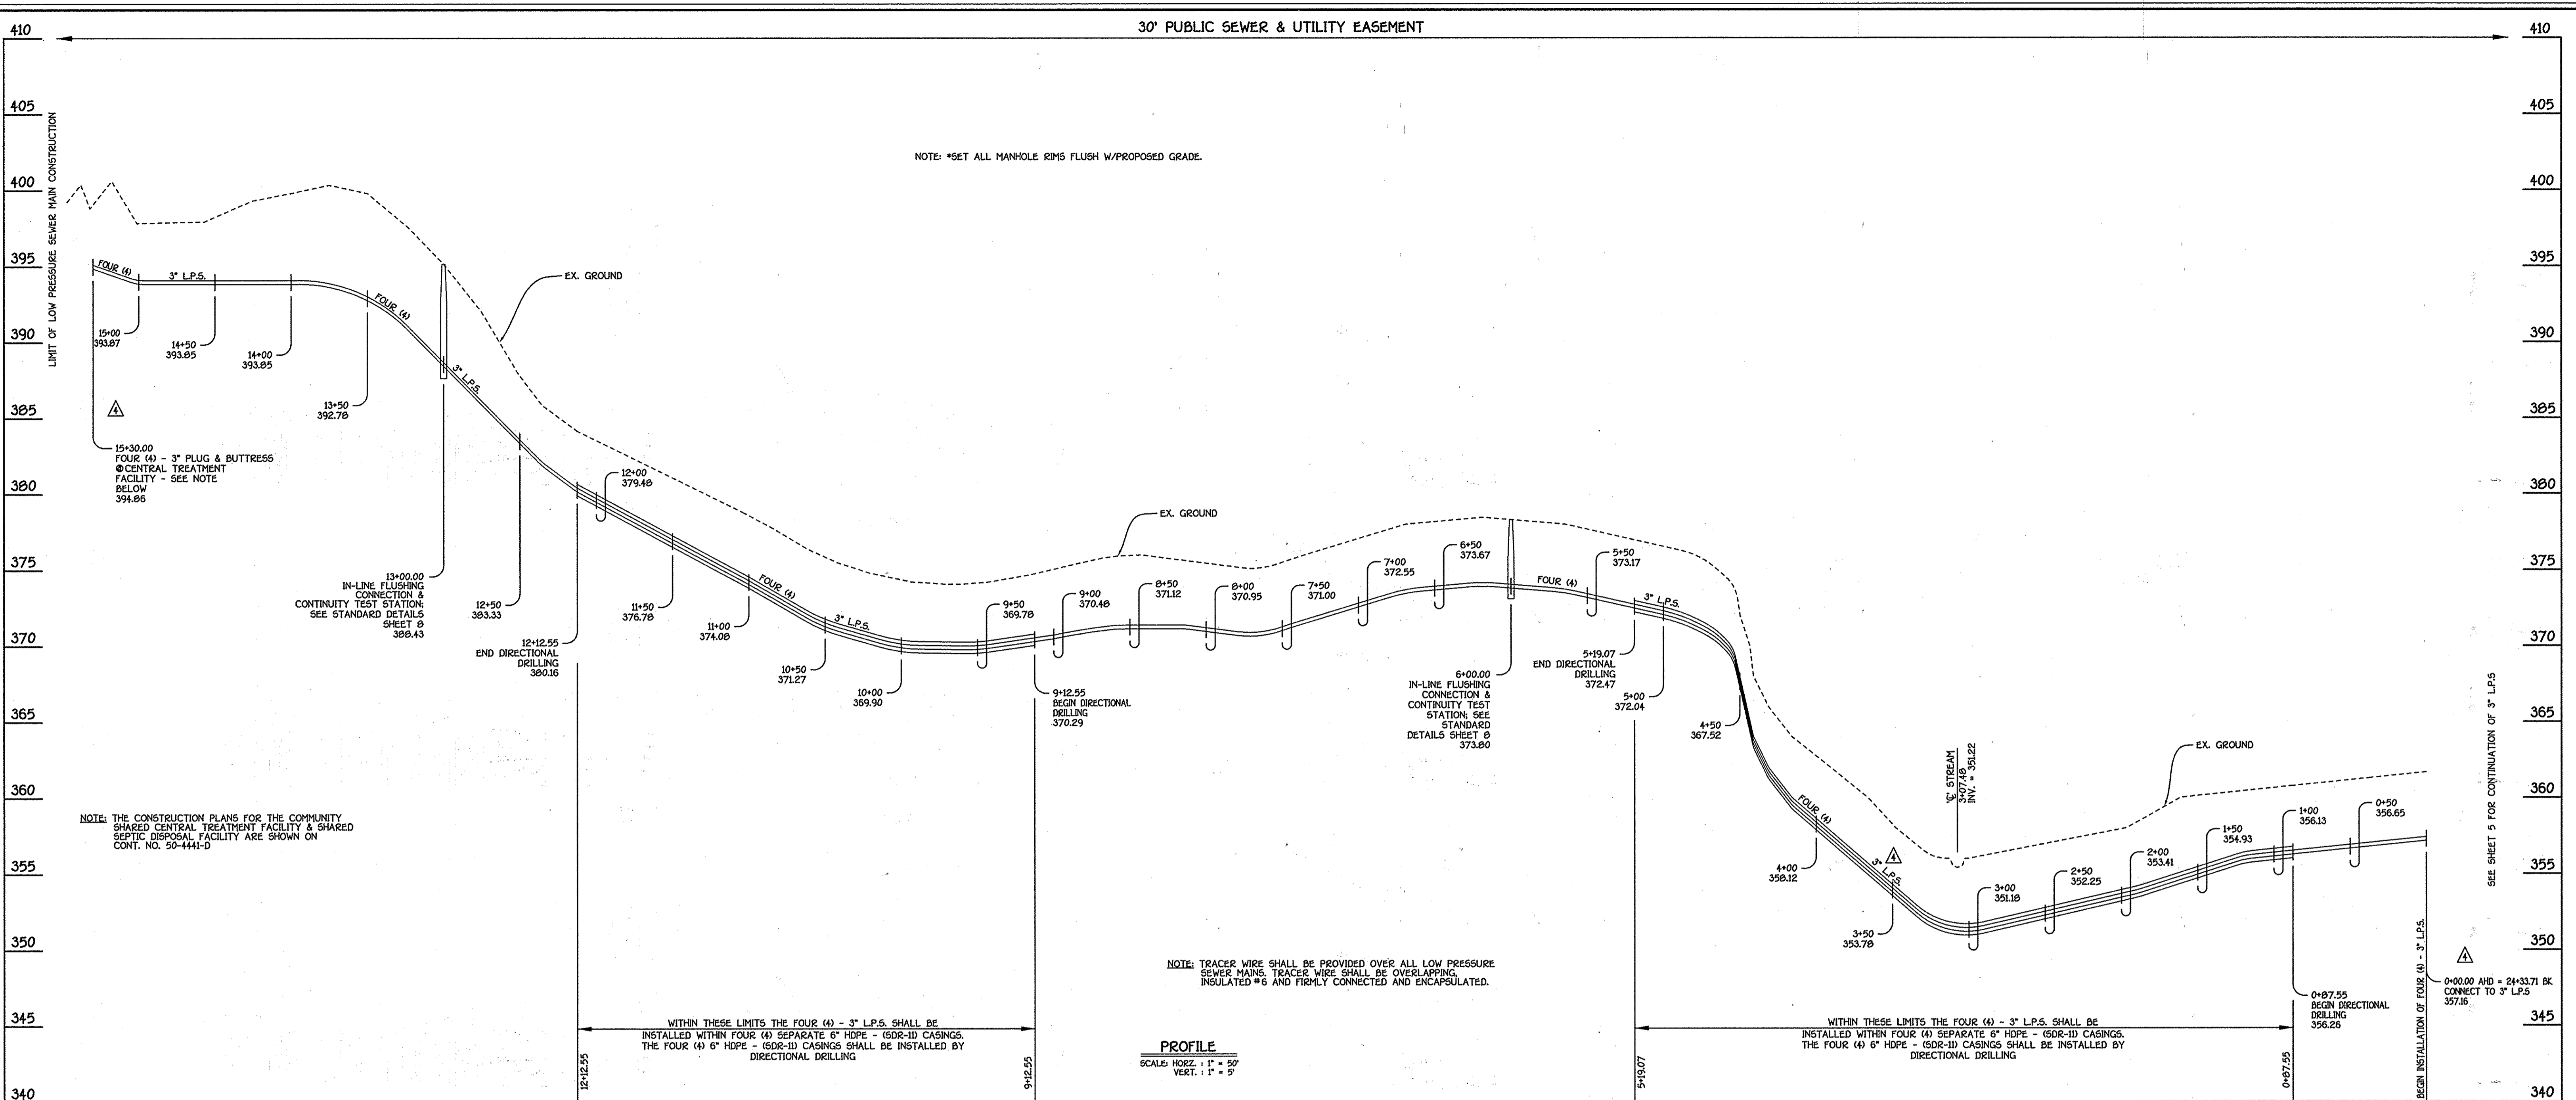 30' PUBLIC SEWER & UTILITY EASEMENT
410
405
400
395
390
385
380
375
370
365
360
355
350
345
340
410
405
400
395
390
385
380
375
370
365
360
355
350
345
340
LIMIT OF LOW PRESSURE SEWER MAIN CONSTRUCTION
NOTE: *SET ALL MANHOLE RIMS FLUSH W/PROPOSED GRADE.
FOUR (4)
3" L.P.S.
FOUR (4)
3" L.P.S.
EX. GROUND
15+00
393.87
14+50
393.85
14+00
393.85
13+50
392.78
4
15+30.00
FOUR (4) - 3" PLUG & BUTTRESS
@CENTRAL TREATMENT
FACILITY - SEE NOTE
BELOW
394.86
13+00.00
IN-LINE FLUSHING
CONNECTION &
CONTINUITY TEST STATION;
SEE STANDARD DETAILS
SHEET 8
388.43
12+50
383.33
12+12.55
END DIRECTIONAL
DRILLING
380.16
12+00
379.48
11+50
376.78
11+00
374.08
FOUR (4)
3" L.P.S.
10+50
371.27
10+00
369.90
9+50
369.78
9+12.55
BEGIN DIRECTIONAL
DRILLING
370.29
9+00
370.48
EX. GROUND
8+50
371.12
8+00
370.95
7+50
371.00
7+00
372.55
6+50
373.67
6+00.00
IN-LINE FLUSHING
CONNECTION &
CONTINUITY TEST
STATION; SEE
STANDARD
DETAILS SHEET 8
373.80
FOUR (4)
5+50
373.17
3" L.P.S.
5+19.07
END DIRECTIONAL
DRILLING
372.47
5+00
372.04
4+50
367.52
FOUR (4)
3" L.P.S.
4
4+00
358.12
3+50
353.78
℄ STREAM
3+07.48
INV. = 351.22
3+00
351.18
2+50
352.25
2+00
353.41
1+50
354.93
EX. GROUND
1+00
356.13
0+50
356.65
0+87.55
BEGIN DIRECTIONAL
DRILLING
356.26
4
0+00.00 AHD = 24+33.71 BK
CONNECT TO 3" L.P.S
357.16
SEE SHEET 5 FOR CONTINUATION OF 3" L.P.S
BEGIN INSTALLATION OF FOUR (4) - 3" L.P.S.
NOTE: THE CONSTRUCTION PLANS FOR THE COMMUNITY
SHARED CENTRAL TREATMENT FACILITY & SHARED
SEPTIC DISPOSAL FACILITY ARE SHOWN ON
CONT. NO. 50-4441-D
NOTE: TRACER WIRE SHALL BE PROVIDED OVER ALL LOW PRESSURE
SEWER MAINS. TRACER WIRE SHALL BE OVERLAPPING,
INSULATED #6 AND FIRMLY CONNECTED AND ENCAPSULATED.
WITHIN THESE LIMITS THE FOUR (4) - 3" L.P.S. SHALL BE
INSTALLED WITHIN FOUR (4) SEPARATE 6" HDPE - (SDR-11) CASINGS.
THE FOUR (4) 6" HDPE - (SDR-11) CASINGS SHALL BE INSTALLED BY
DIRECTIONAL DRILLING
12+12.55
9+12.55
PROFILE
SCALE: HORZ. : 1" = 50'
VERT. : 1" = 5'
WITHIN THESE LIMITS THE FOUR (4) - 3" L.P.S. SHALL BE
INSTALLED WITHIN FOUR (4) SEPARATE 6" HDPE - (SDR-11) CASINGS.
THE FOUR (4) 6" HDPE - (SDR-11) CASINGS SHALL BE INSTALLED BY
DIRECTIONAL DRILLING
5+19.07
0+87.55